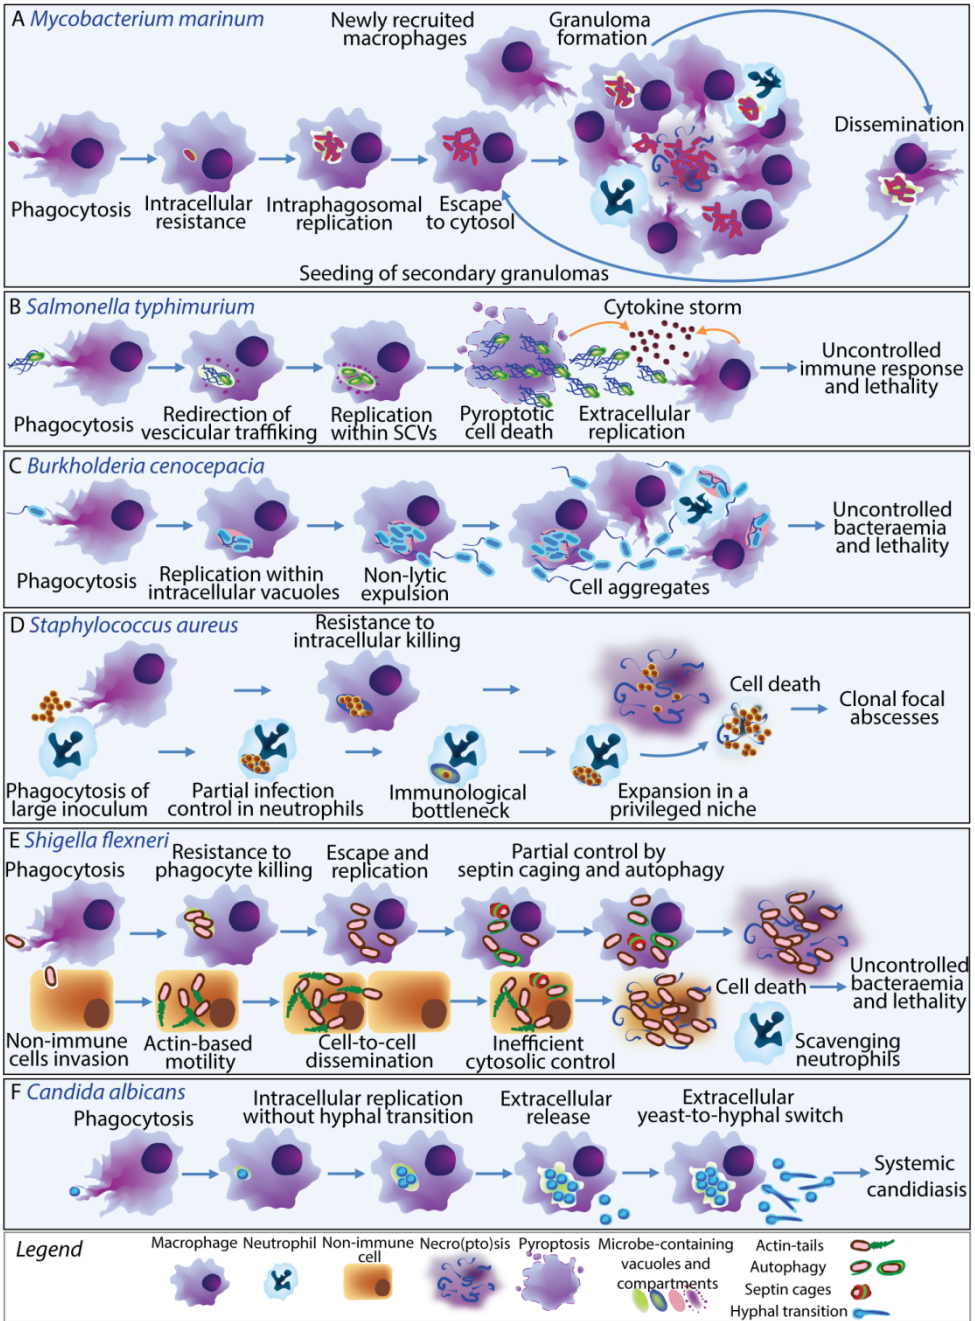 A Mycobacterium marinum
Newly recruited
macrophages
Granuloma
formation
Dissemination
Phagocytosis
Intracellular
resistance
Intraphagosomal
replication
Escape
to cytosol
Seeding of secondary granulomas
B Salmonella typhimurium
Cytokine storm
Phagocytosis
Redirection of
vescicular traffiking
Replication
within SCVs
Pyroptotic
cell death
Extracellular
replication
Uncontrolled
immune response
and lethality
C Burkholderia cenocepacia
Phagocytosis
Replication within
intracellular vacuoles
Non-lytic
expulsion
Cell aggregates
Uncontrolled
bacteraemia
and lethality
D Staphylococcus aureus
Resistance to
intracellular killing
Phagocytosis of
large inoculum
Partial infection
control in neutrophils
Immunological
bottleneck
Expansion in a
privileged niche
Cell death
Clonal focal
abscesses
E Shigella flexneri
Phagocytosis
Resistance to
phagocyte killing
Escape and
replication
Partial control by
septin caging and autophagy
Non-immune
cells invasion
Actin-based
motility
Cell-to-cell
dissemination
Inefficient
cytosolic control
Cell death
Scavenging
neutrophils
Uncontrolled
bacteraemia
and lethality
F Candida albicans
Phagocytosis
Intracellular replication
without hyphal transition
Extracellular
release
Extracellular
yeast-to-hyphal switch
Systemic
candidiasis
Legend
Macrophage
Neutrophil
Non-immune
cell
Necro(pto)sis
Pyroptosis
Microbe-containing
vacuoles and
compartments
Actin-tails
Autophagy
Septin cages
Hyphal transition